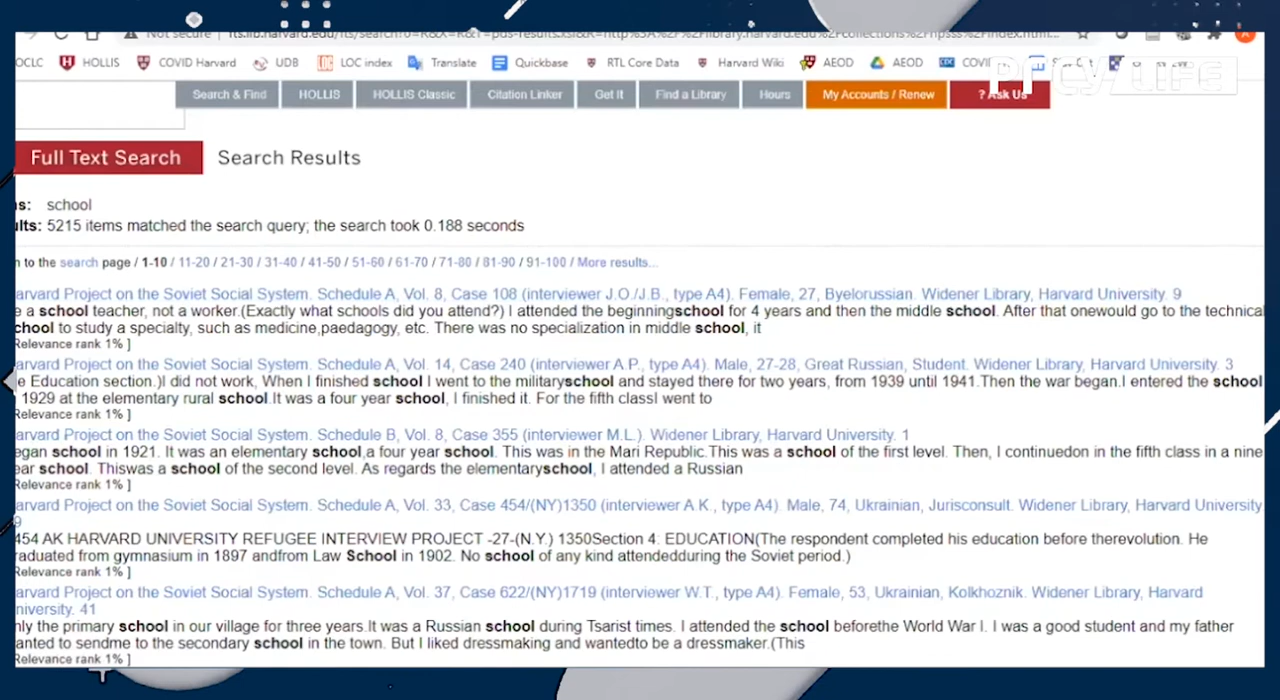 Not secure | fts.lib.harvard.edu/fts/search?
OCLC HOLLIS COVID Harvard UDB LOC index Translate Quickbase RTL Core Data Harvard Wiki AEOD AEOD
/LIFE
Search & Find HOLLIS HOLLIS Classic Citation Linker Get It Find a Library Hours My Accounts / Renew ? Ask Us
Full Text Search Search Results
s: school
ults: 5215 items matched the search query; the search took 0.188 seconds
n to the search page / 1-10 / 11-20 / 21-30 / 31-40 / 41-50 / 51-60 / 61-70 / 71-80 / 81-90 / 91-100 / More results...
arvard Project on the Soviet Social System. Schedule A, Vol. 8, Case 108 (interviewer J.O./J.B., type A4). Female, 27, Byelorussian. Widener Library, Harvard University. 9
e a school teacher, not a worker.(Exactly what schools did you attend?) I attended the beginningschool for 4 years and then the middle school. After that onewould go to the technical
chool to study a specialty, such as medicine,paedagogy, etc. There was no specialization in middle school, it
Relevance rank 1% ]
arvard Project on the Soviet Social System. Schedule A, Vol. 14, Case 240 (interviewer A.P., type A4). Male, 27-28, Great Russian, Student. Widener Library, Harvard University. 3
e Education section.)I did not work, When I finished school I went to the militaryschool and stayed there for two years, from 1939 until 1941.Then the war began.I entered the school
1929 at the elementary rural school.It was a four year school, I finished it. For the fifth classI went to
Relevance rank 1% ]
arvard Project on the Soviet Social System. Schedule B, Vol. 8, Case 355 (interviewer M.L.). Widener Library, Harvard University. 1
egan school in 1921. It was an elementary school,a four year school. This was in the Mari Republic.This was a school of the first level. Then, I continuedon in the fifth class in a nine
ear school. Thiswas a school of the second level. As regards the elementaryschool, I attended a Russian
Relevance rank 1% ]
arvard Project on the Soviet Social System. Schedule A, Vol. 33, Case 454/(NY)1350 (interviewer A.K., type A4). Male, 74, Ukrainian, Jurisconsult. Widener Library, Harvard University.
9
454 AK HARVARD UNIVERSITY REFUGEE INTERVIEW PROJECT -27-(N.Y.) 1350Section 4: EDUCATION(The respondent completed his education before therevolution. He
raduated from gymnasium in 1897 andfrom Law School in 1902. No school of any kind attendedduring the Soviet period.)
Relevance rank 1% ]
arvard Project on the Soviet Social System. Schedule A, Vol. 37, Case 622/(NY)1719 (interviewer W.T., type A4). Female, 53, Ukrainian, Kolkhoznik. Widener Library, Harvard
niversity. 41
nly the primary school in our village for three years.It was a Russian school during Tsarist times. I attended the school beforethe World War I. I was a good student and my father
anted to sendme to the secondary school in the town. But I liked dressmaking and wantedto be a dressmaker.(This
Relevance rank 1% ]